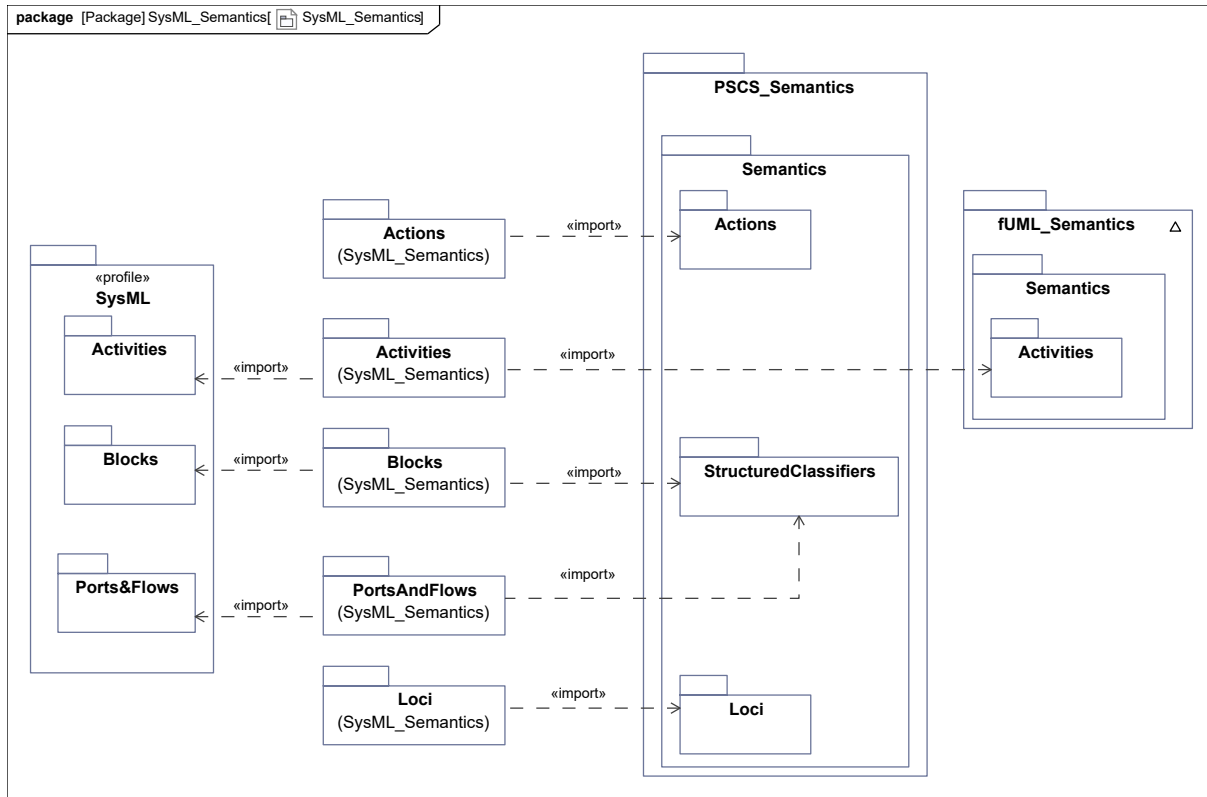 package [Package] SysML_Semantics[ SysML_Semantics]
PSCS_Semantics
Semantics
Actions
(SysML_Semantics)
«import»
Actions
fUML_Semantics
Semantics
Activities
«profile»
SysML
Activities
«import»
Activities
(SysML_Semantics)
«import»
Blocks
«import»
Blocks
(SysML_Semantics)
«import»
StructuredClassifiers
Ports&Flows
«import»
PortsAndFlows
(SysML_Semantics)
«import»
Loci
(SysML_Semantics)
«import»
Loci